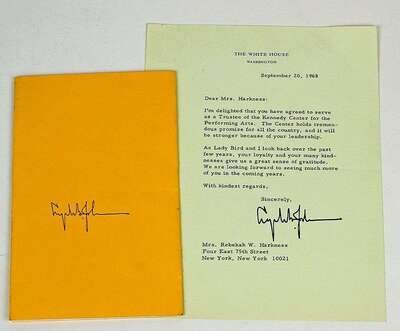 THE WHITE HOUSE
WASHINGTON
September 20, 1968
Dear Mrs. Harkness:
I'm delighted that you have agreed to serve
as a Trustee of the Kennedy Center for the
Performing Arts. The Center holds tremen-
dous promise for all the country, and it will
be stronger because of your leadership.
As Lady Bird and I look back over the past
few years, your loyalty and your many kind-
nesses give us a great sense of gratitude.
We are looking forward to seeing much more
of you in the coming years.
With kindest regards,
Sincerely,
Mrs. Rebekah W. Harkness
Four East 75th Street
New York, New York 10021